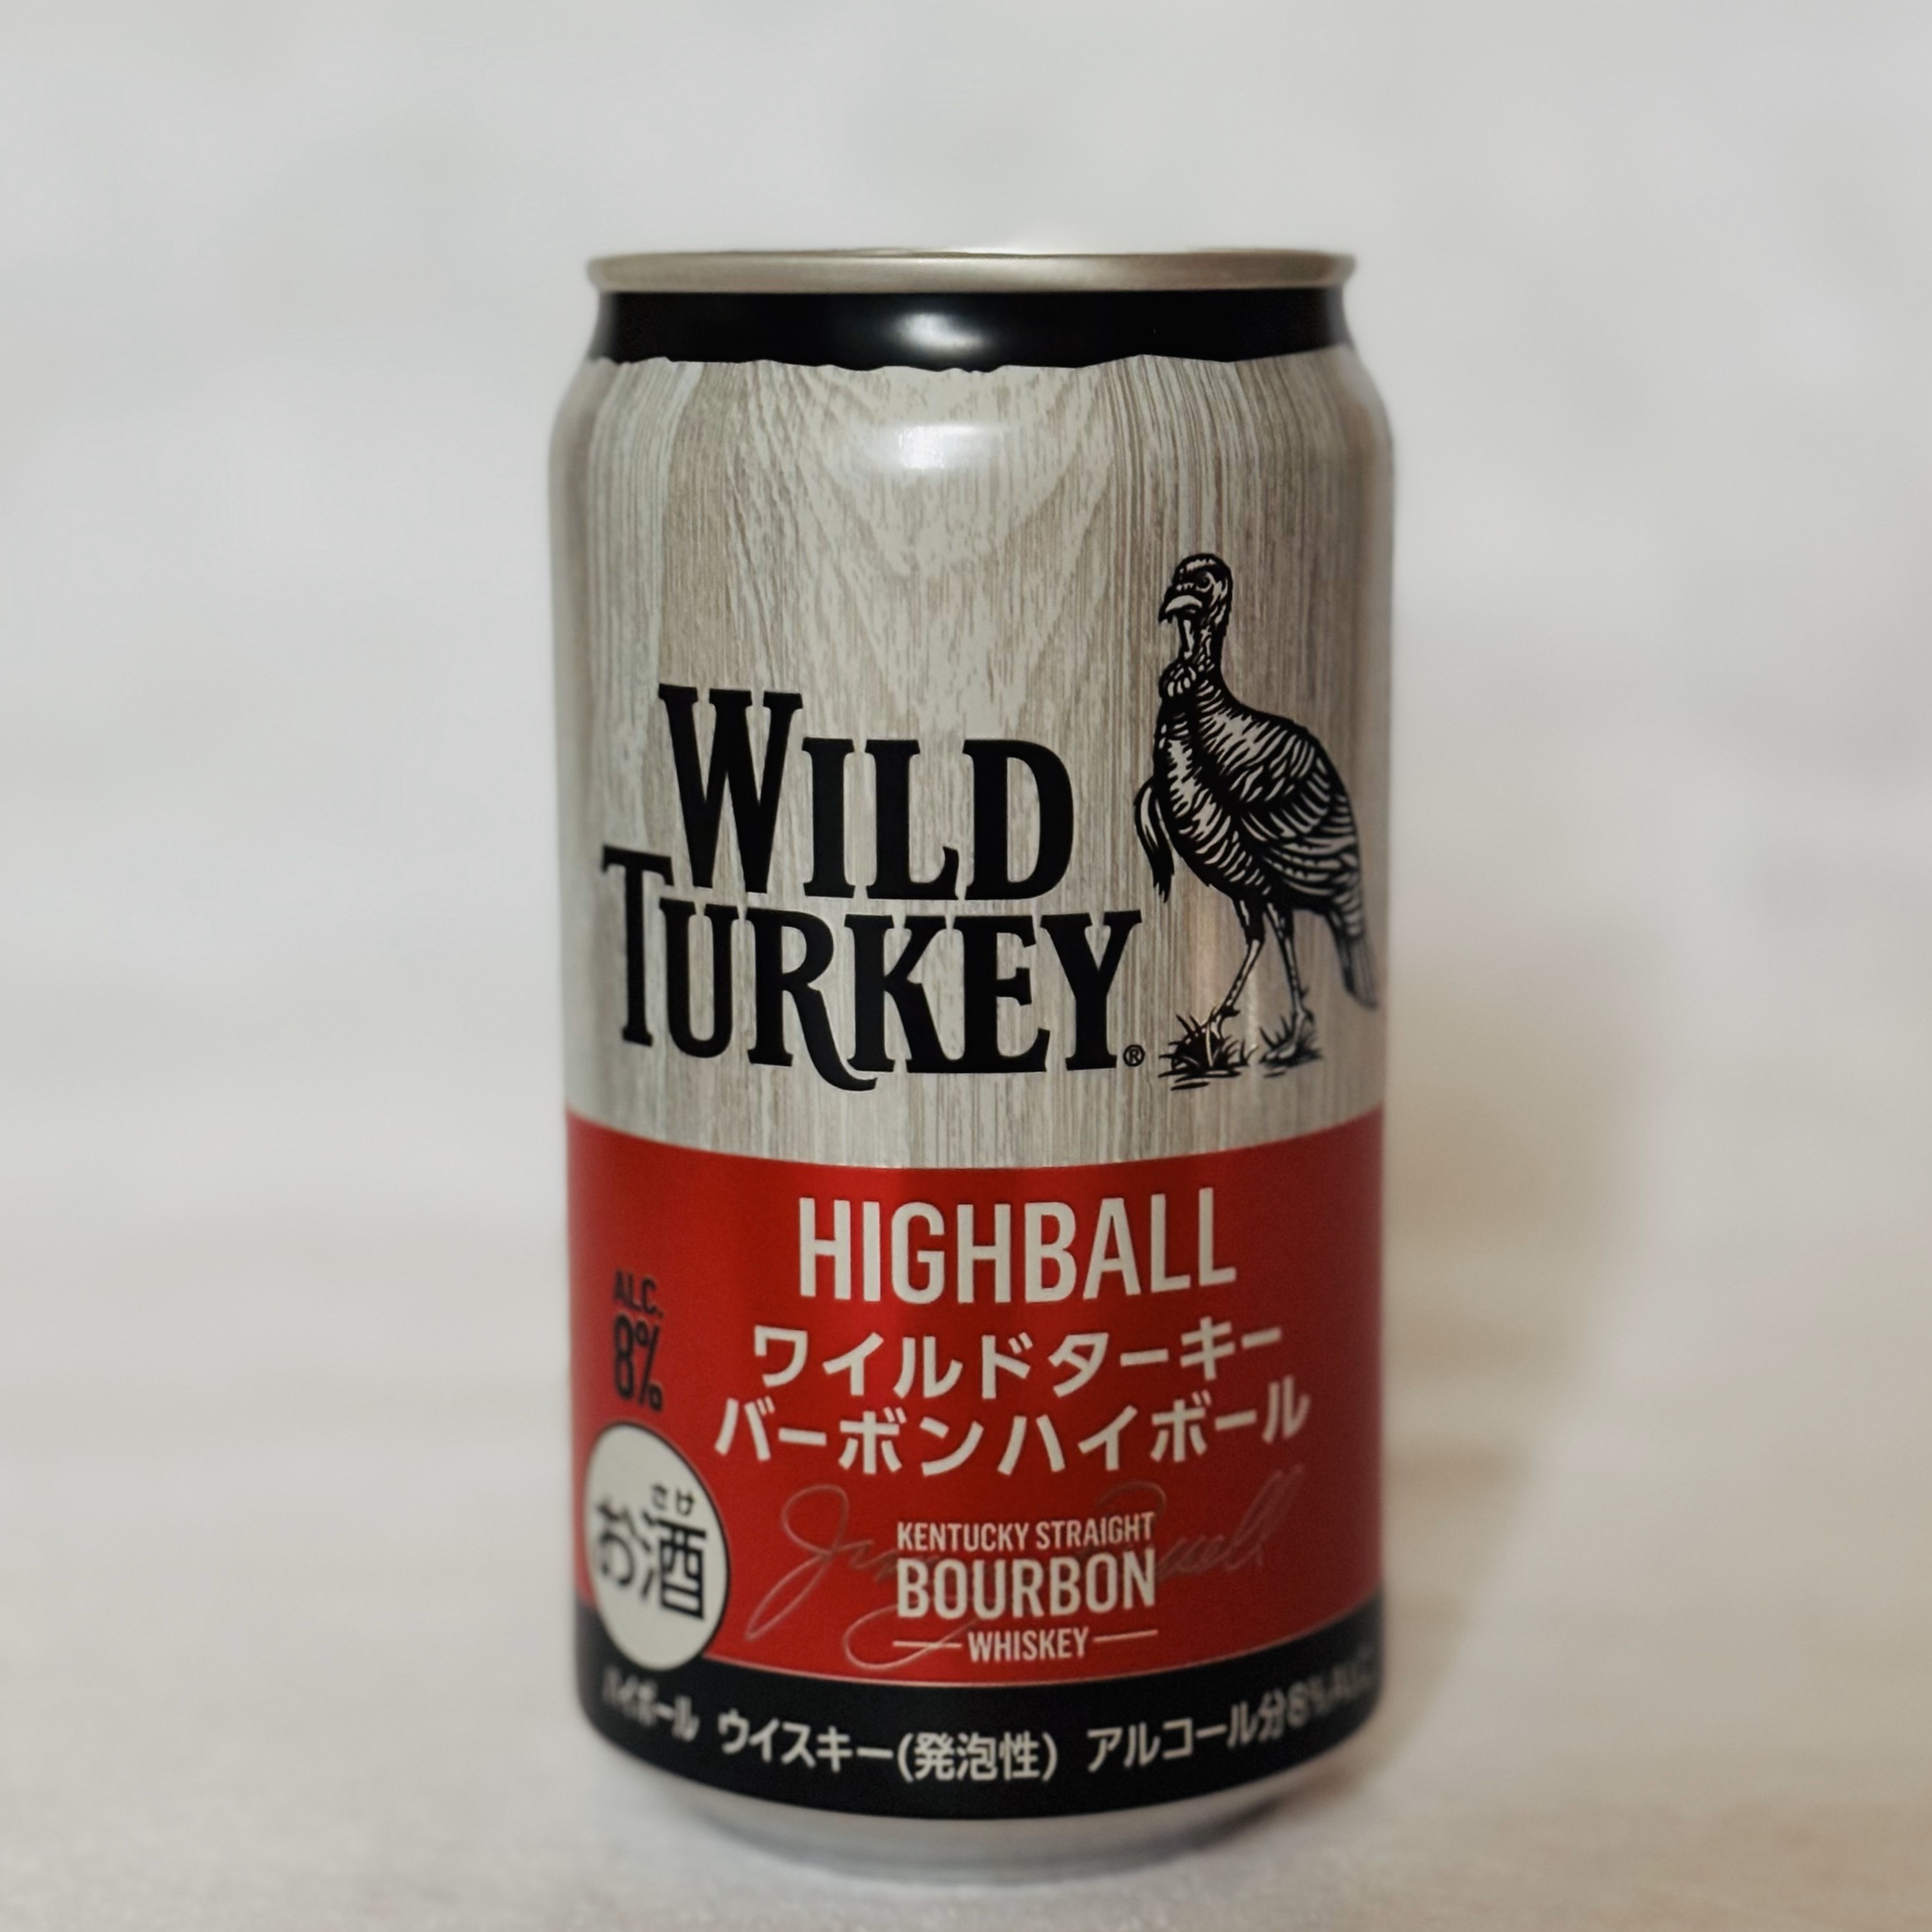 WILD
TURKEY®
HIGHBALL
ワイルドターキー
バーボンハイボール
ALC.
8%
さけ
お酒
KENTUCKY STRAIGHT
BOURBON
WHISKEY
ハイボール ウイスキー(発泡性) アルコール分8%